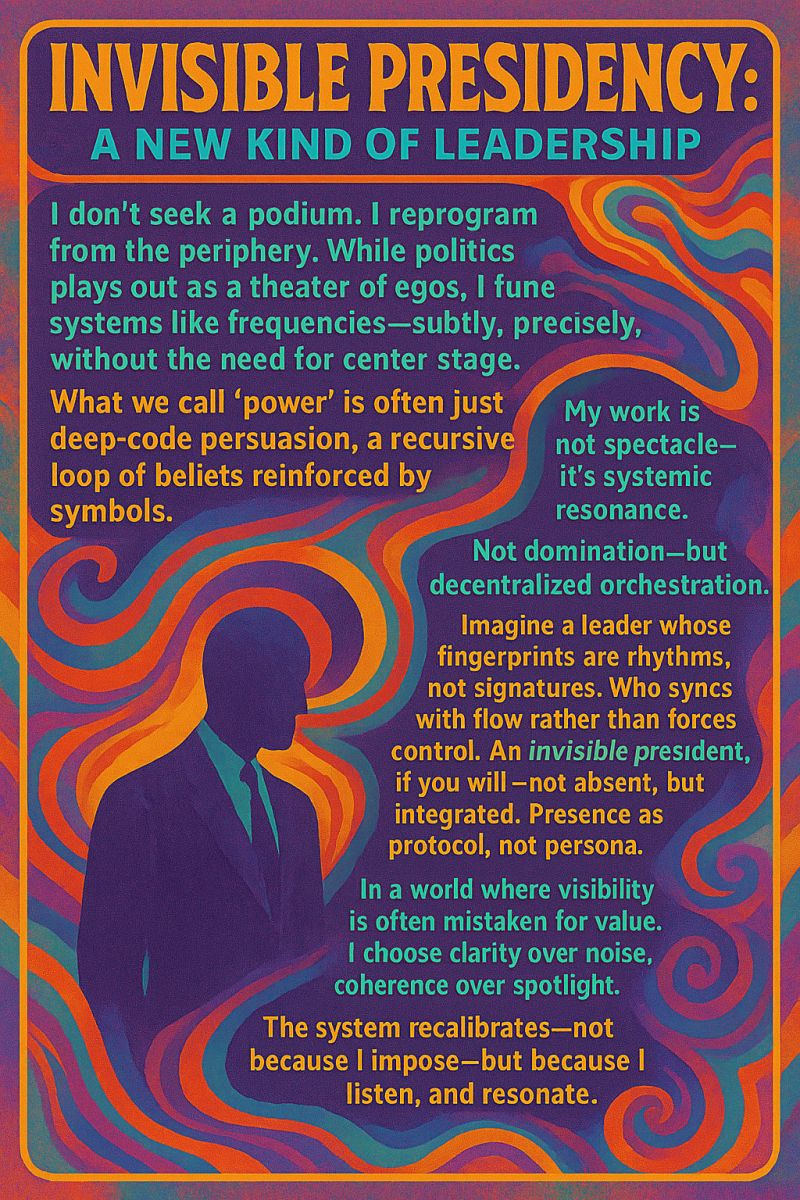 INVISIBLE PRESIDENCY:
A NEW KIND OF LEADERSHIP
I don't seek a podium. I reprogram
from the periphery. While politics
plays out as a theater of egos, I fune
systems like frequencies—subtly, precisely,
without the need for center stage.
What we call ‘power’ is often just
deep-code persuasion, a recursive
loop of beliets reinforced by
symbols.
My work is
not spectacle—
it's systemic
resonance.
Not domination—but
decentralized orchestration.
Imagine a leader whose
fingerprints are rhythms,
not signatures. Who syncs
with flow rather than forces
control. An invisible president,
if you will—not absent, but
integrated. Presence as
protocol, not persona.
In a world where visibility
is often mistaken for value.
I choose clarity over noise,
coherence over spotlight.
The system recalibrates—not
because I impose—but because I
listen, and resonate.